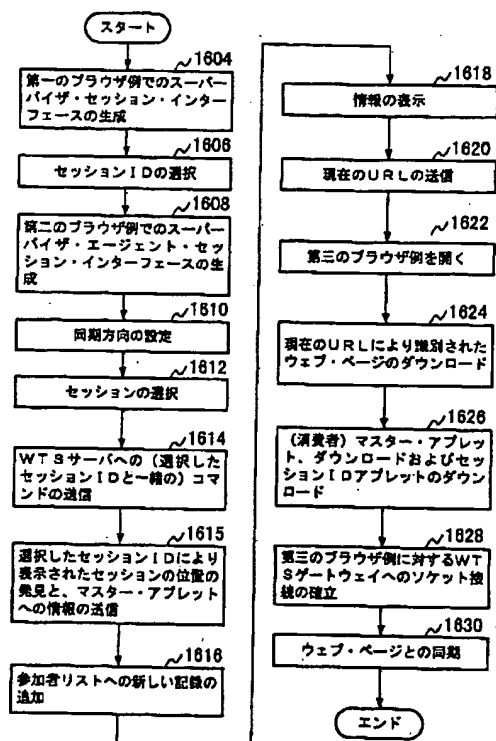 スタート
1604
第一のブラウザ例でのスーパー
バイザ・セッション・インター
フェースの生成
1606
セッションＩＤの選択
1608
第二のブラウザ例でのスーパーバ
イザ・エージェント・セッ
ション・インターフェースの生
成
1610
同期方向の設定
1612
セッションの選択
1614
ＷＴＳサーバへの（選択した
セッションＩＤと一緒の）コマ
ンドの送信
1615
選択したセッションＩＤにより
表示されたセッションの位置の
発見と、マスター・アプレット
への情報の送信
1616
参加者リストへの新しい記録の
追加
1618
情報の表示
1620
現在のＵＲＬの送信
1622
第三のブラウザ例を開く
1624
現在のＵＲＬにより識別された
ウェブ・ページのダウンロード
1626
（消費者）マスター・アプレッ
ト、ダウンロードおよびセッ
ションＩＤアプレットのダウン
ロード
1628
第三のブラウザ例に対するＷＴ
Ｓゲートウェイへのソケット接
続の確立
1630
ウェブ・ページとの同期
エンド